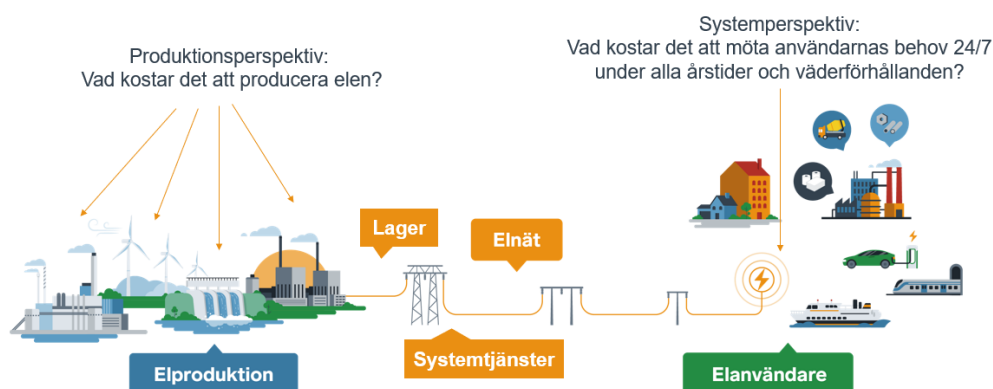 Produktionsperspektiv:
Vad kostar det att producera elen?
Systemperspektiv:
Vad kostar det att möta användarnas behov 24/7
under alla årstider och väderförhållanden?
Lager
Elnät
Systemtjänster
Elproduktion
Elanvändare